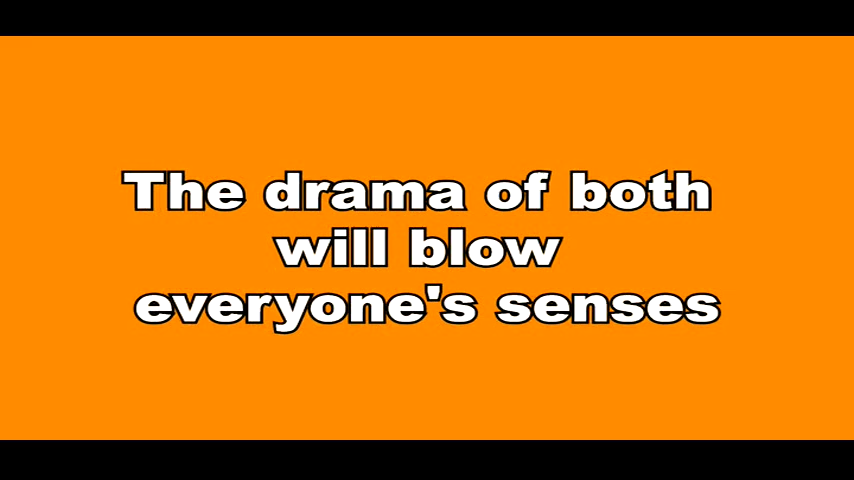 The drama of both
will blow
everyone's senses